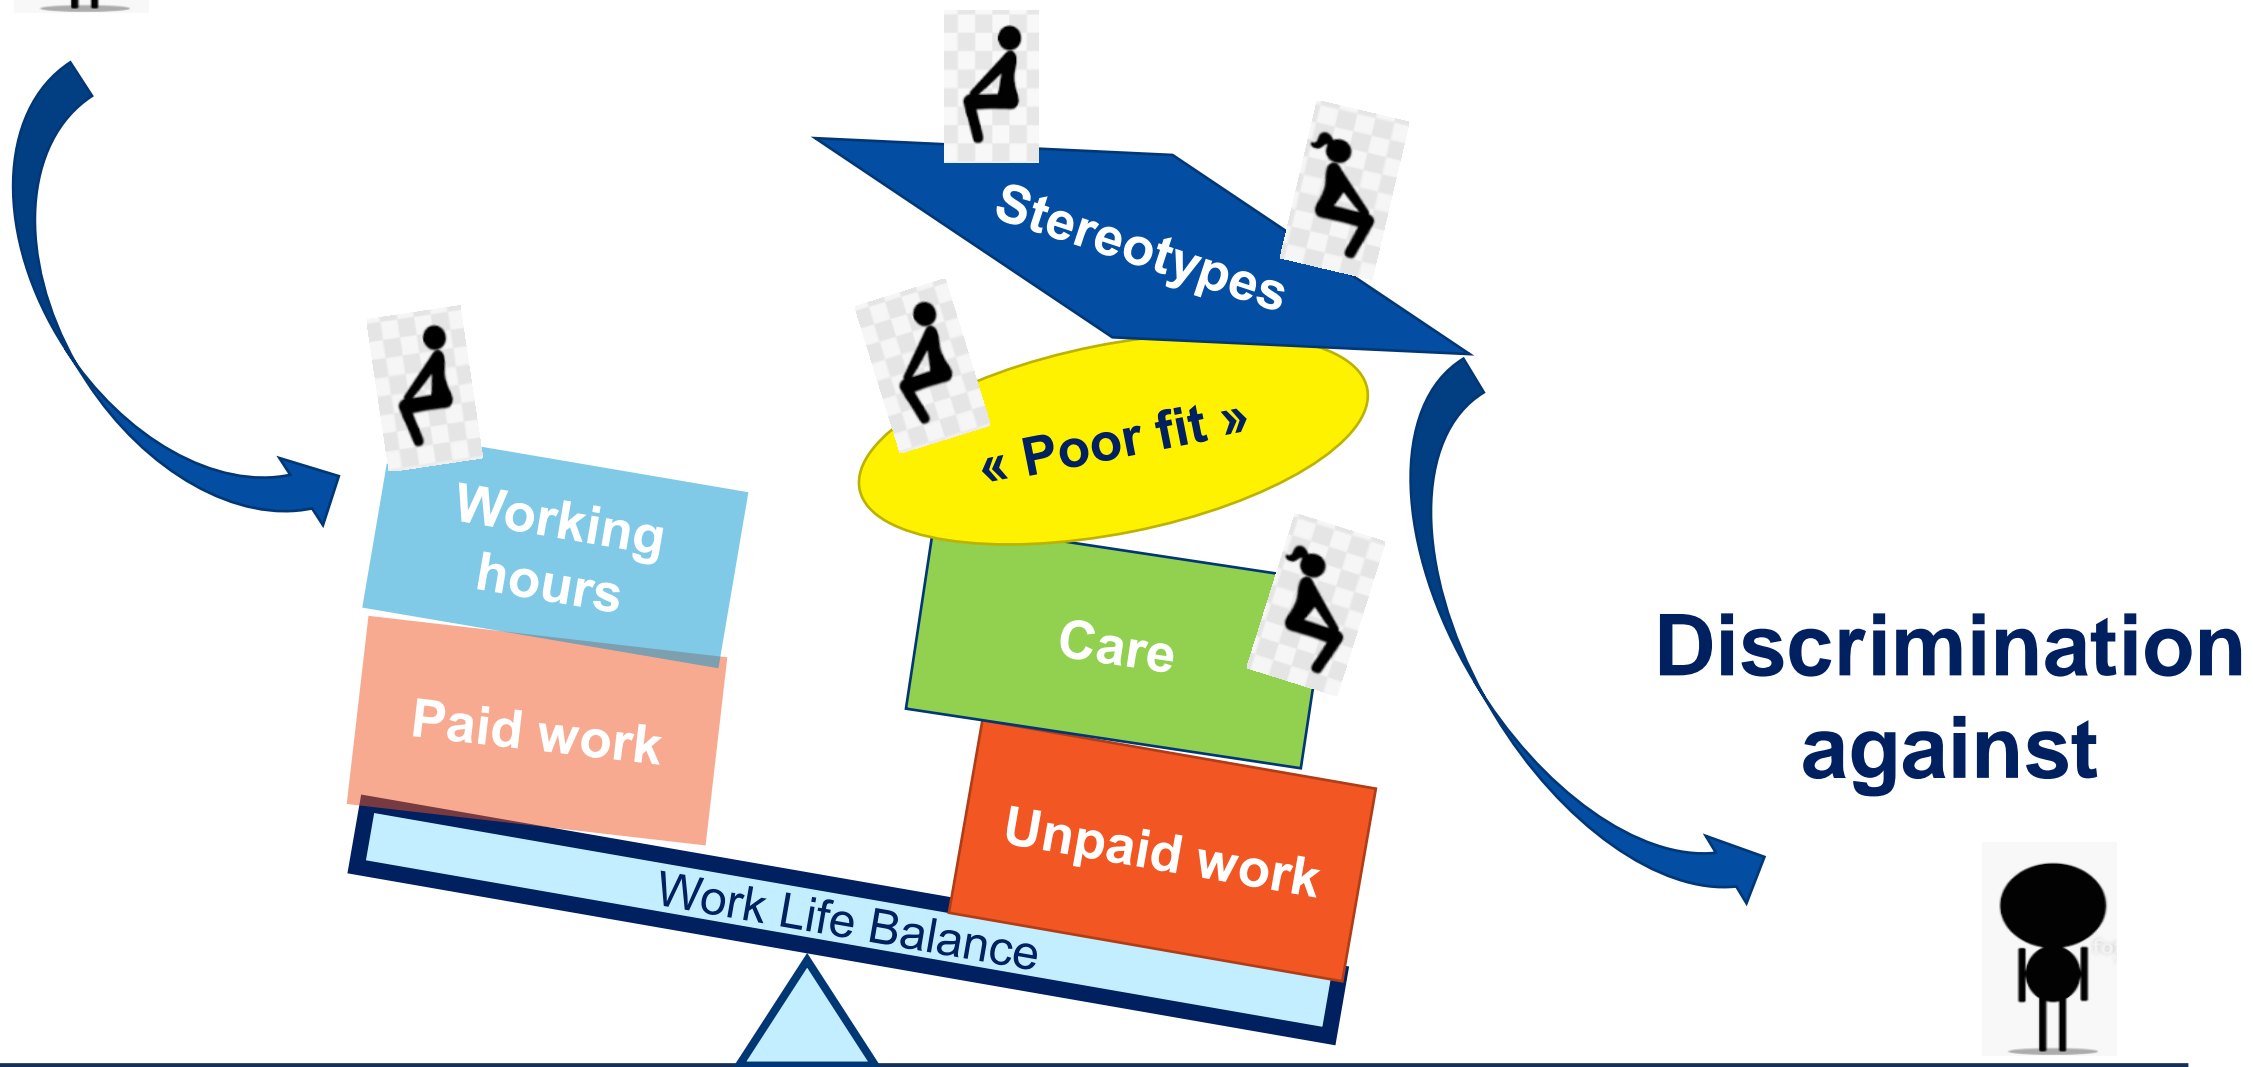 Stereotypes
« Poor fit »
Working
hours
Care
Paid work
Unpaid work
Work Life Balance
Discrimination
against